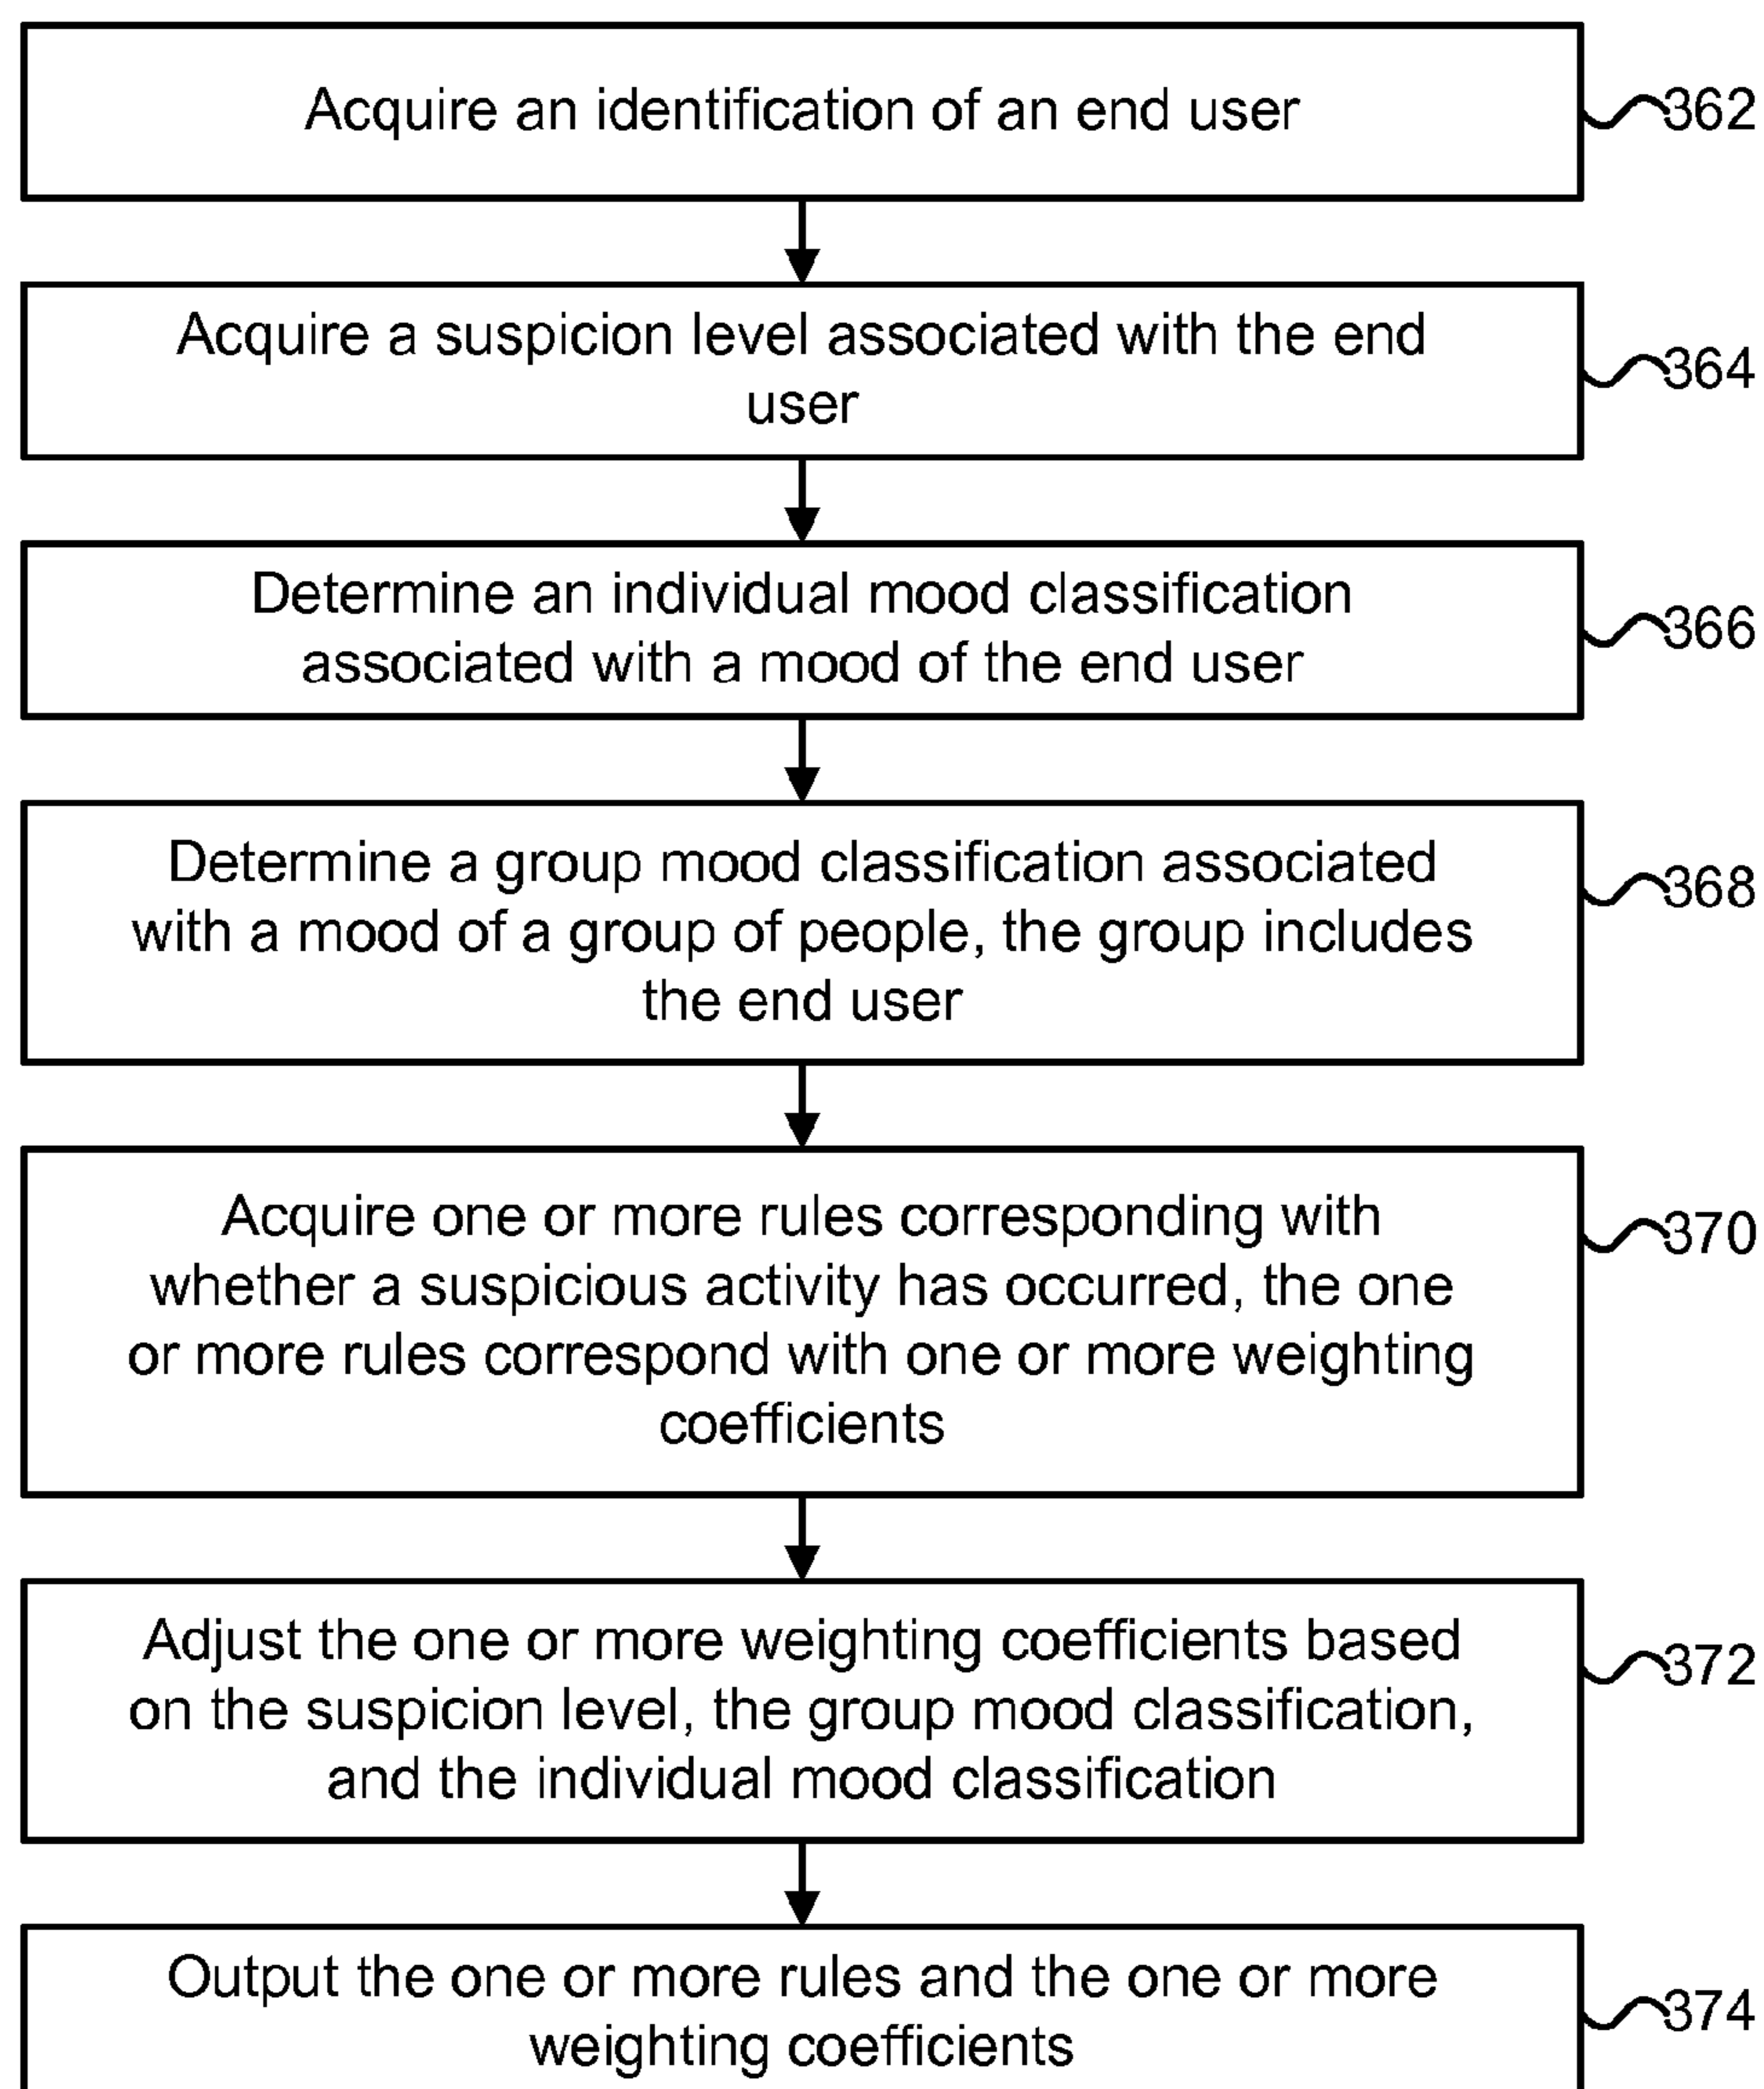 Acquire an identification of an end user
362
Acquire a suspicion level associated with the end
user
364
Determine an individual mood classification
associated with a mood of the end user
366
Determine a group mood classification associated
with a mood of a group of people, the group includes
the end user
368
Acquire one or more rules corresponding with
whether a suspicious activity has occurred, the one
or more rules correspond with one or more weighting
coefficients
370
Adjust the one or more weighting coefficients based
on the suspicion level, the group mood classification,
and the individual mood classification
372
Output the one or more rules and the one or more
weighting coefficients
374